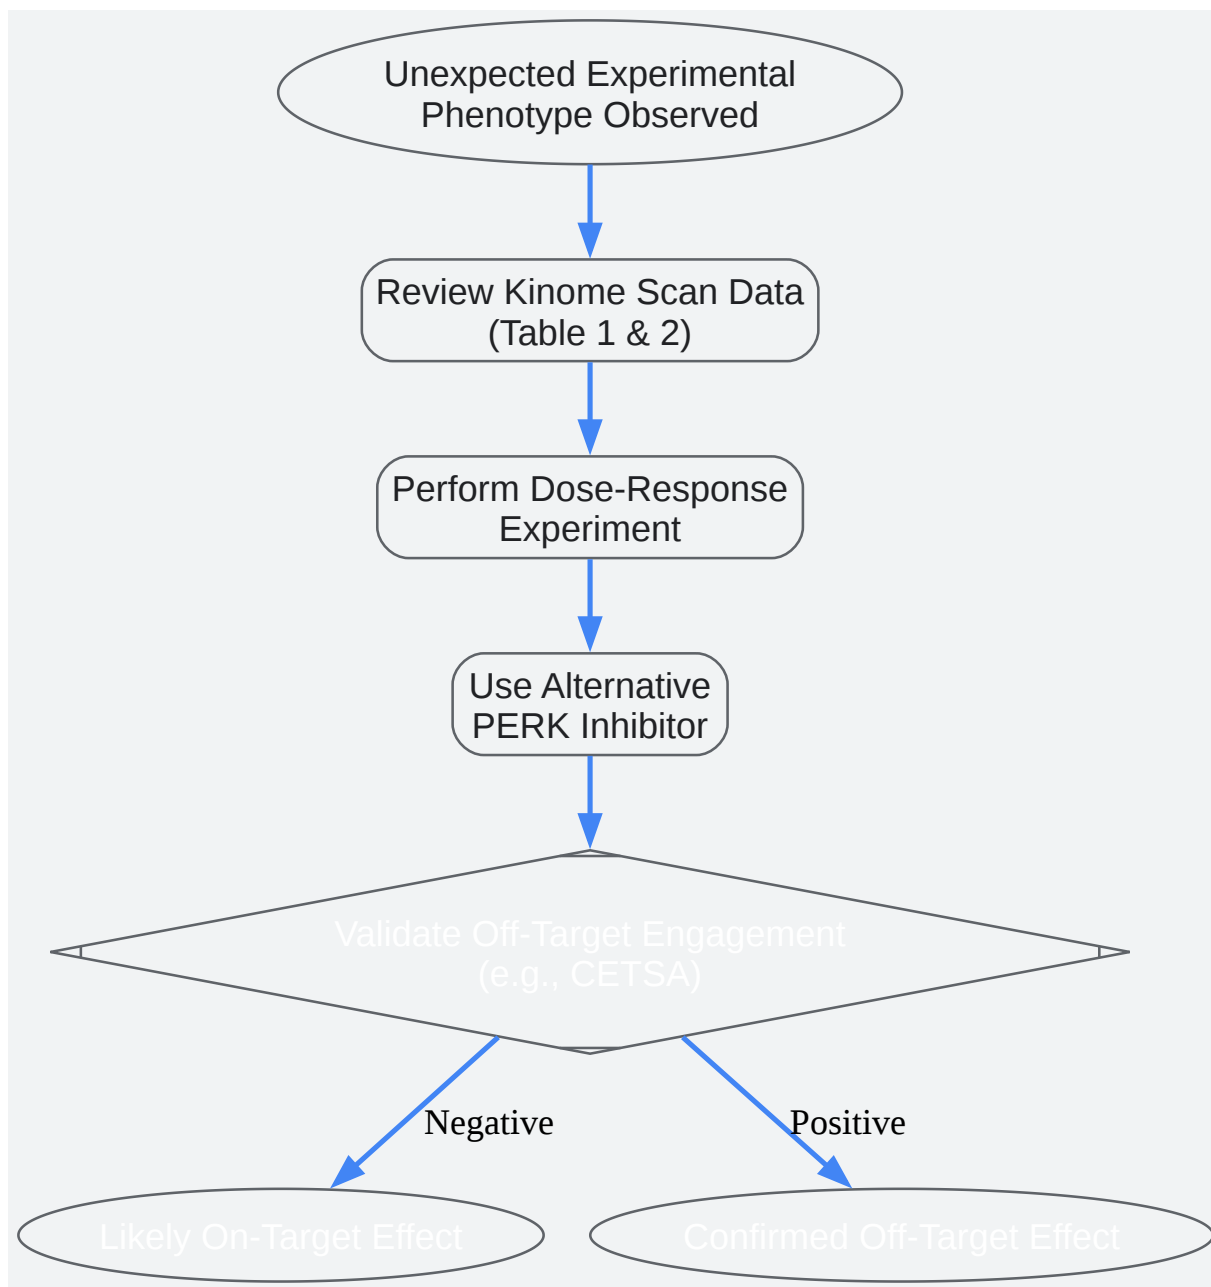 Unexpected Experimental
Phenotype Observed
Review Kinome Scan Data
(Table 1 & 2)
Perform Dose-Response
Experiment
Use Alternative
PERK Inhibitor
Validate Off-Target Engagement
(e.g., CETSA)
Negative
Positive
Likely On-Target Effect
Confirmed Off-Target Effect